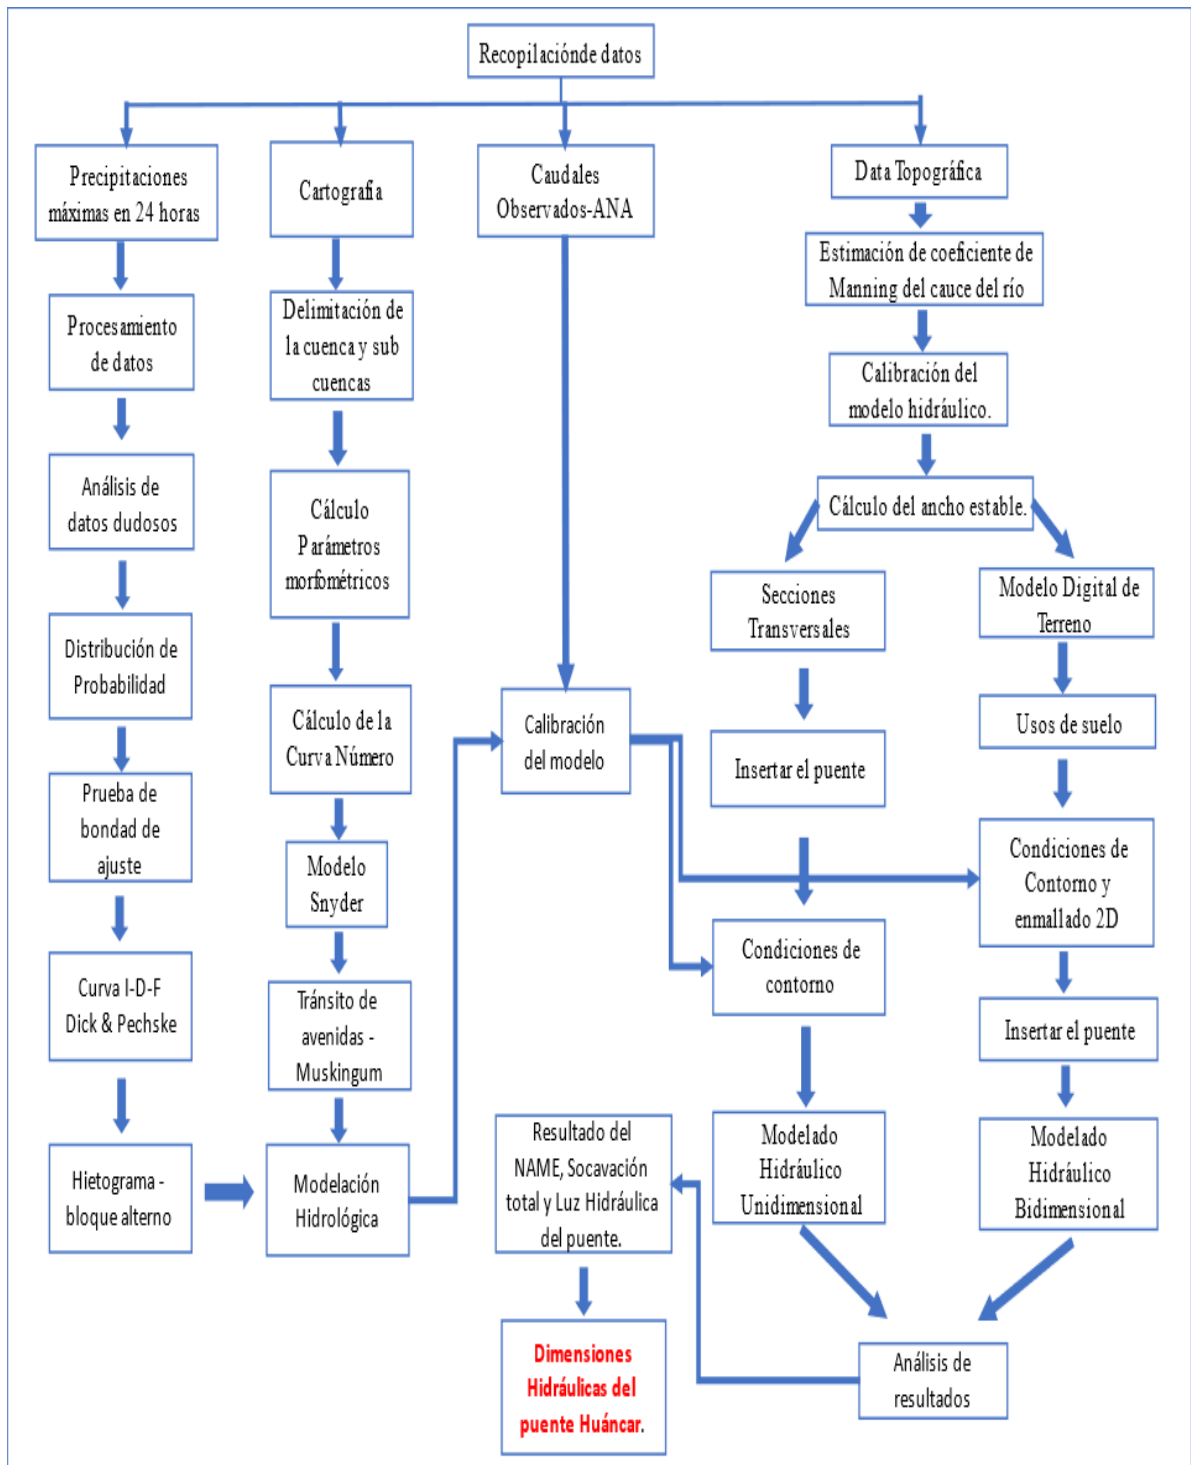 Recopilaciónde datos
Precipitaciones
máximas en 24 horas
Cartografía
Caudales
Observados-ANA
Data Topográfica
Estimación de coeficiente de
Manning del cauce del río
Procesamiento
de datos
Delimitación de
la cuenca y sub
cuencas
Calibración del
modelo hidráulico.
Análisis de
datos dudosos
Cálculo
Parámetros
morfométricos
Cálculo del ancho estable.
Secciones
Transversales
Modelo Digital de
Terreno
Distribución de
Probabilidad
Cálculo de la
Curva Número
Calibración
del modelo
Insertar el puente
Usos de suelo
Prueba de
bondad de
ajuste
Modelo
Snyder
Condiciones de
Contorno y
enmallado 2D
Curva I-D-F
Dick & Pechske
Tránsito de
avenidas -
Muskingum
Condiciones de
contorno
Insertar el puente
Hietograma -
bloque alterno
Modelación
Hidrológica
Resultado del
NAME, Socavación
total y Luz Hidráulica
del puente.
Modelado
Hidráulico
Unidimensional
Modelado
Hidráulico
Bidimensional
Dimensiones
Hidráulicas del
puente Huáncar.
Análisis de
resultados